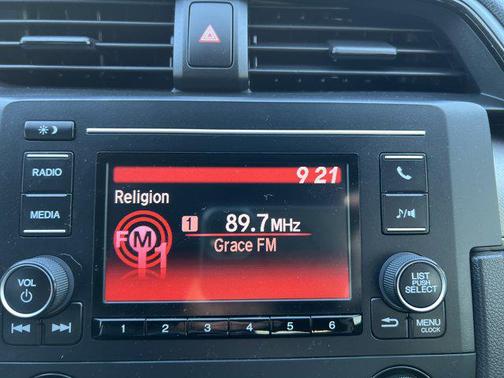 RADIO
MEDIA
VOL
9 21
Religion
FM1
1 89.7MHz
Grace FM
1 2 3 4 5 6
LIST
PUSH
SELECT
MENU
CLOCK